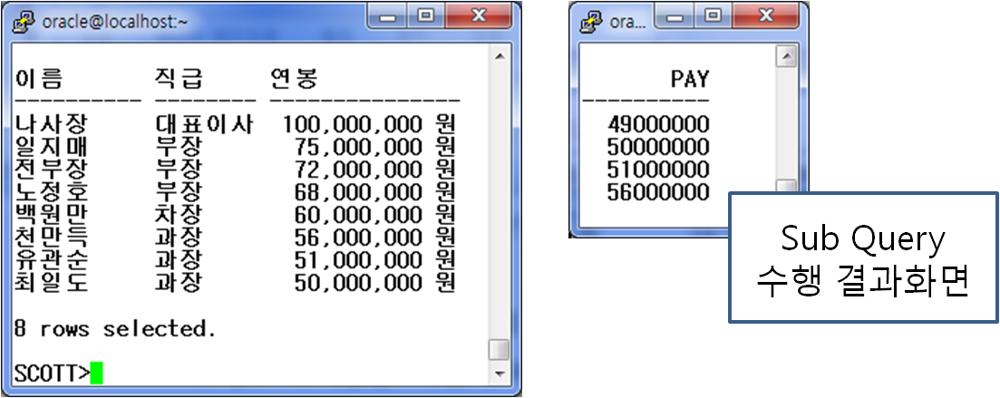 oracle@localhost:~
이름 직급 연봉
---------- --------- ---------------
나사장 대표이사 100,000,000 원
일지매 부장 75,000,000 원
전부장 부장 72,000,000 원
노정호 부장 68,000,000 원
백원만 차장 60,000,000 원
천만득 과장 56,000,000 원
유관순 과장 51,000,000 원
최일도 과장 50,000,000 원
8 rows selected.
SCOTT>
ora...
PAY
----------
49000000
50000000
51000000
56000000
Sub Query
수행 결과화면